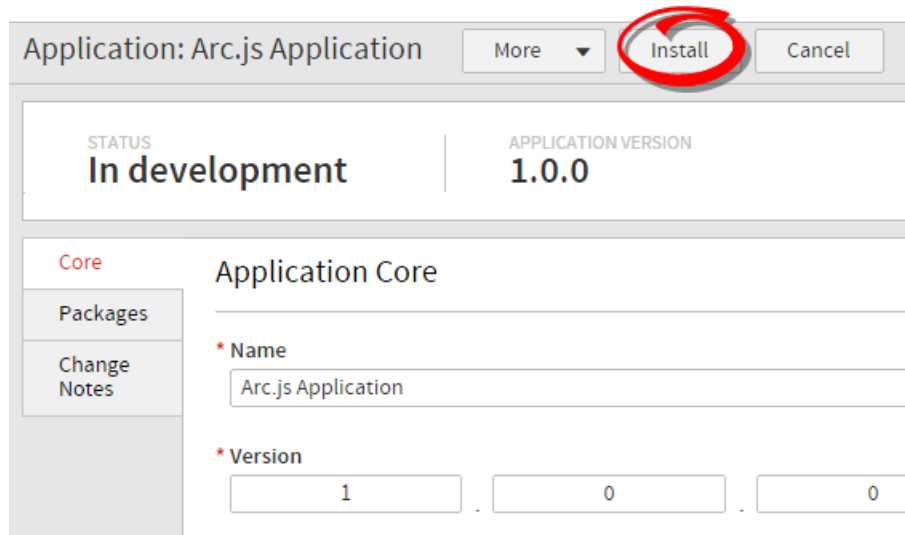 Application: Arc.js Application More Install Cancel
STATUS APPLICATION VERSION
In development 1.0.0
Core
Application Core
Packages
* Name
Change
Notes
Arc.js Application
* Version
1 . 0 . 0